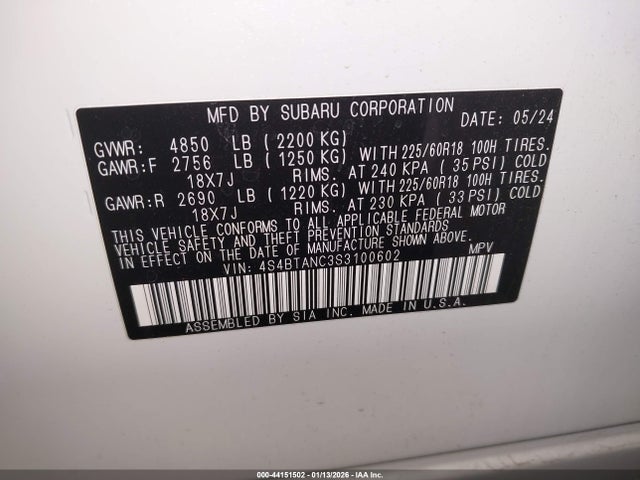 MFD BY SUBARU CORPORATION DATE: 05/24
GVWR: 4850 LB (2200 KG)
GAWR:F 2756 LB (1250 KG) WITH 225/60R18 100H TIRES.
18X7J RIMS. AT 240 KPA (35 PSI) COLD
GAWR:R 2690 LB (1220 KG) WITH 225/60R18 100H TIRES.
18X7J RIMS. AT 230 KPA (33 PSI) COLD
THIS VEHICLE CONFORMS TO ALL APPLICABLE FEDERAL MOTOR
VEHICLE SAFETY AND THEFT PREVENTION STANDARDS
IN EFFECT ON THE DATE OF MANUFACTURE SHOWN ABOVE.
VIN: 4S4BTANC3S3100602 MPV
ASSEMBLED BY SIA INC. MADE IN U.S.A.
000-44151502 - 01/13/2026 - IAA Inc.